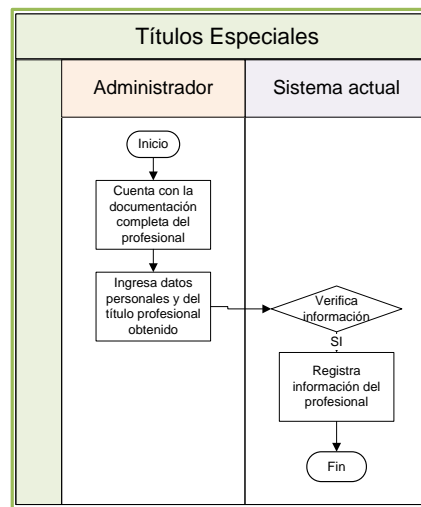 Títulos Especiales
Administrador
Sistema actual
Inicio
Cuenta con la
documentación
completa del
profesional
Ingresa datos
personales y del
título profesional
obtenido
Verifica
información
SI
Registra
información del
profesional
Fin